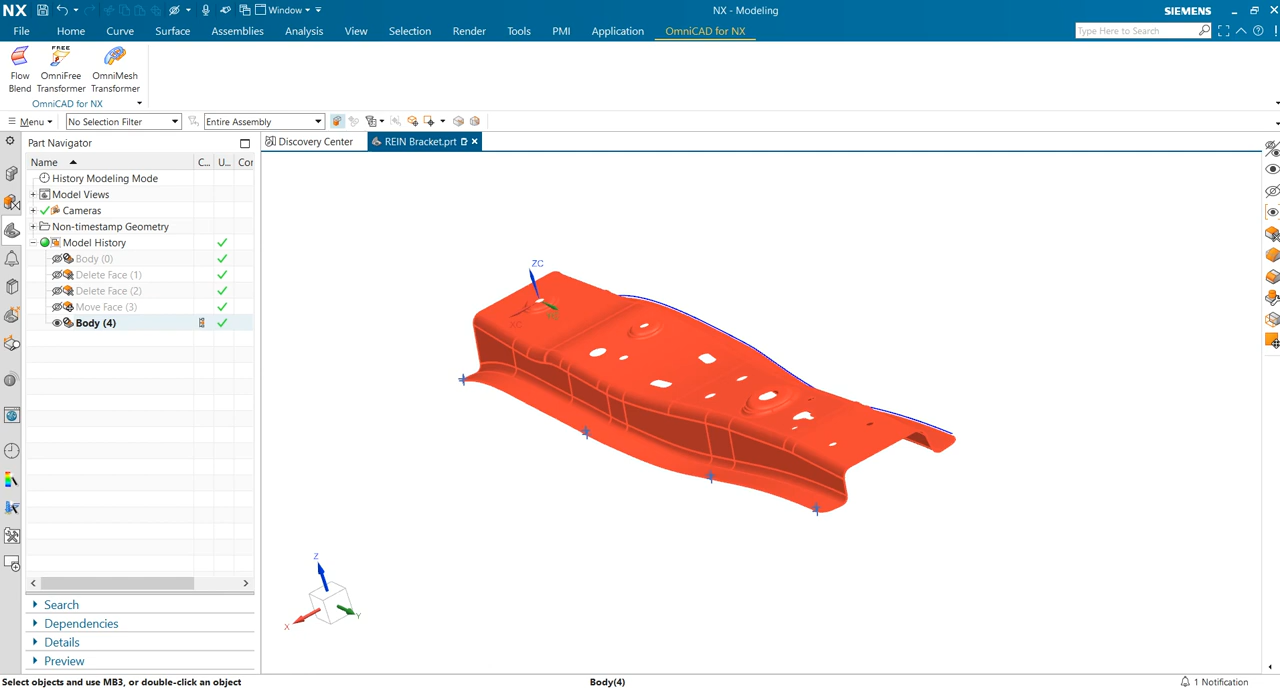 NX Window NX - Modeling SIEMENS
File Home Curve Surface Assemblies Analysis View Selection Render Tools PMI Application OmniCAD for NX Type Here to Search
FREE
Flow OmniFree OmniMesh
Blend Transformer Transformer
OmniCAD for NX
Menu No Selection Filter Entire Assembly
Part Navigator Discovery Center REIN Bracket.prt
Name C... U... Cor
History Modeling Mode
Model Views
Cameras
Non-timestamp Geometry
Model History
Body (0)
Delete Face (1)
Delete Face (2)
Move Face (3)
Body (4)
ZC
XC
Z
Y
X
Search
Dependencies
Details
Preview
Select objects and use MB3, or double-click an object Body(4) 1 Notification